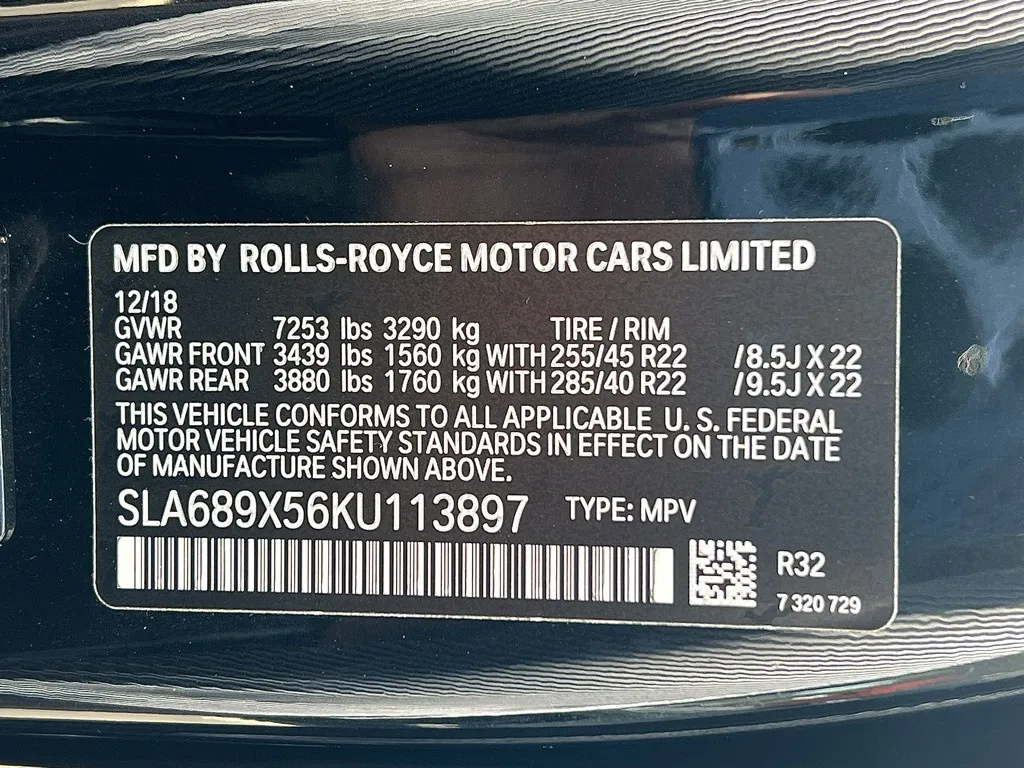 MFD BY ROLLS-ROYCE MOTOR CARS LIMITED
12/18
GVWR 7253 lbs 3290 kg TIRE / RIM
GAWR FRONT 3439 lbs 1560 kg WITH 255/45 R22 /8.5J X 22
GAWR REAR 3880 lbs 1760 kg WITH 285/40 R22 /9.5J X 22
THIS VEHICLE CONFORMS TO ALL APPLICABLE U. S. FEDERAL
MOTOR VEHICLE SAFETY STANDARDS IN EFFECT ON THE DATE
OF MANUFACTURE SHOWN ABOVE.
SLA689X56KU113897 TYPE: MPV
R32
7 320 729